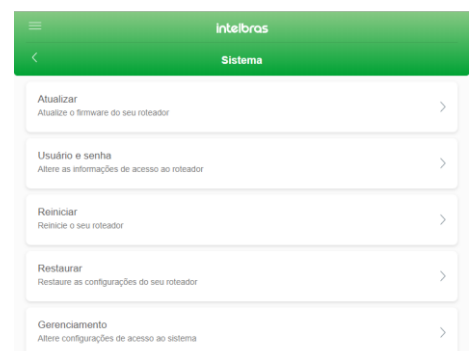 intelbras
Sistema
Atualizar
Atualize o firmware do seu roteador
Usuário e senha
Altere as informações de acesso ao roteador
Reiniciar
Reinicie o seu roteador
Restaurar
Restaure as configurações do seu roteador
Gerenciamento
Altere configurações de acesso ao sistema